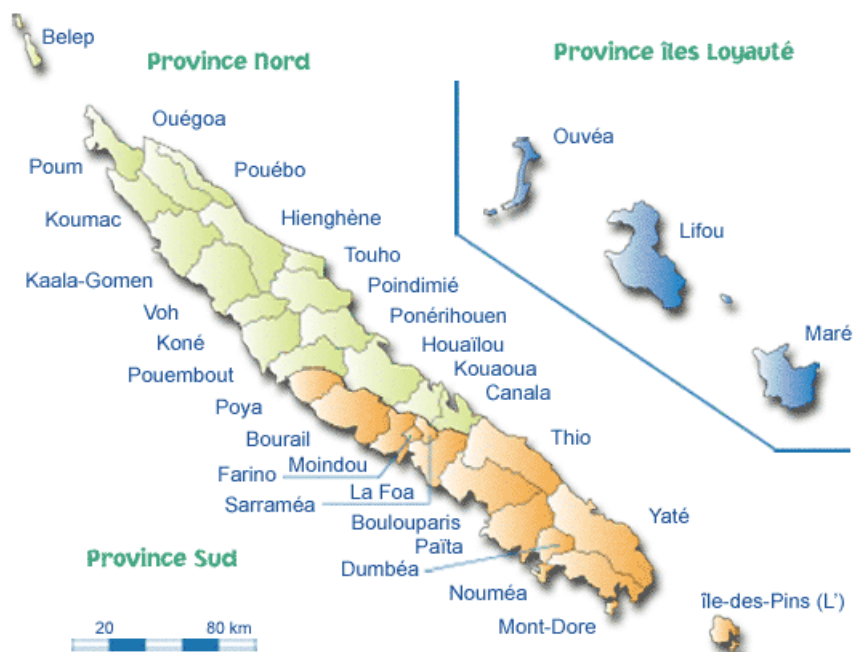 Belep
Province Nord
Province îles Loyauté
Ouégoa
Ouvéa
Poum
Pouébo
Koumac
Hienghène
Lifou
Touho
Kaala-Gomen
Poindimié
Voh
Ponérihouen
Koné
Houaïlou
Maré
Pouembout
Kouaoua
Canala
Poya
Bourail
Thio
Farino
Moindou
Sarraméa
La Foa
Boulouparis
Yaté
Païta
Province Sud
Dumbéa
Nouméa
île-des-Pins (L')
Mont-Dore
20 80 km